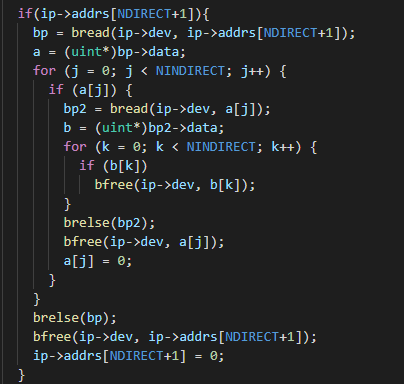 if(ip->addrs[NDIRECT+1]){
bp = bread(ip->dev, ip->addrs[NDIRECT+1]);
a = (uint*)bp->data;
for (j = 0; j < NINDIRECT; j++) {
if (a[j]) {
bp2 = bread(ip->dev, a[j]);
b = (uint*)bp2->data;
for (k = 0; k < NINDIRECT; k++) {
if (b[k])
bfree(ip->dev, b[k]);
}
brelse(bp2);
bfree(ip->dev, a[j]);
a[j] = 0;
}
}
brelse(bp);
bfree(ip->dev, ip->addrs[NDIRECT+1]);
ip->addrs[NDIRECT+1] = 0;
}